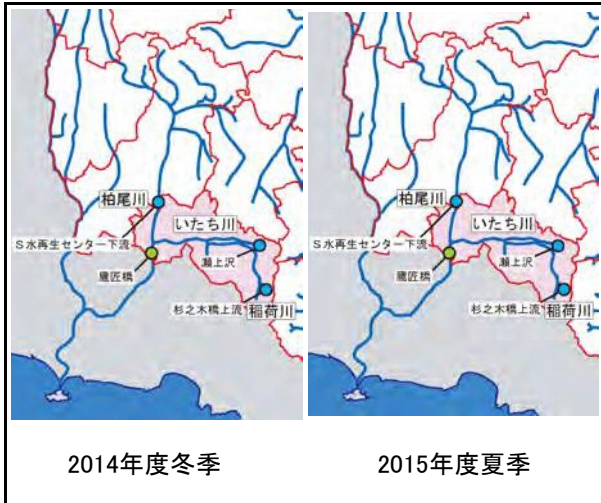 柏尾川
いたち川
S水再生センター下流
瀬上沢
鷹匠橋
杉之木橋上流
稲荷川
2014年度冬季
柏尾川
いたち川
S水再生センター下流
瀬上沢
鷹匠橋
杉之木橋上流
稲荷川
2015年度夏季